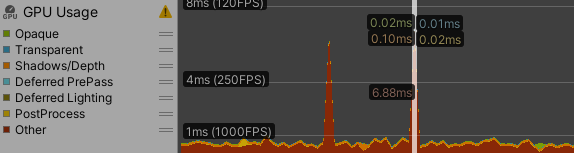 GPU Usage
GPU
Opaque
Transparent
Shadows/Depth
Deferred PrePass
Deferred Lighting
PostProcess
Other
8ms (120FPS)
0.02ms 0.01ms
0.10ms 0.02ms
4ms (250FPS)
6.88ms
1ms (1000FPS)